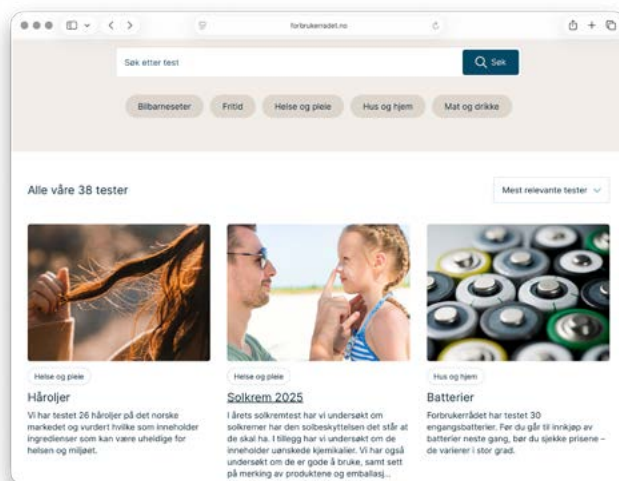 forbrukerradet.no
Søk etter test
Søk
Bilbarneseter
Fritid
Helse og pleie
Hus og hjem
Mat og drikke
Alle våre 38 tester
Mest relevante tester
Helse og pleie
Håroljer
Vi har testet 26 håroljer på det norske
markedet og vurdert hvilke som inneholder
ingredienser som kan være uheldige for
helsen og miljøet.
Helse og pleie
Solkrem 2025
I årets solkremtest har vi undersøkt om
solkremer har den solbeskyttelsen det står at
de skal ha. I tillegg har vi undersøkt om de
inneholder uønskede kjemikalier. Vi har også
undersøkt om de er gode å bruke, samt sett
på merking av produktene og emballasj...
Hus og hjem
Batterier
Forbrukerrådet har testet 30
engangsbatterier. Før du går til innkjøp av
batterier neste gang, bør du sjekke prisene –
de varierer i stor grad.